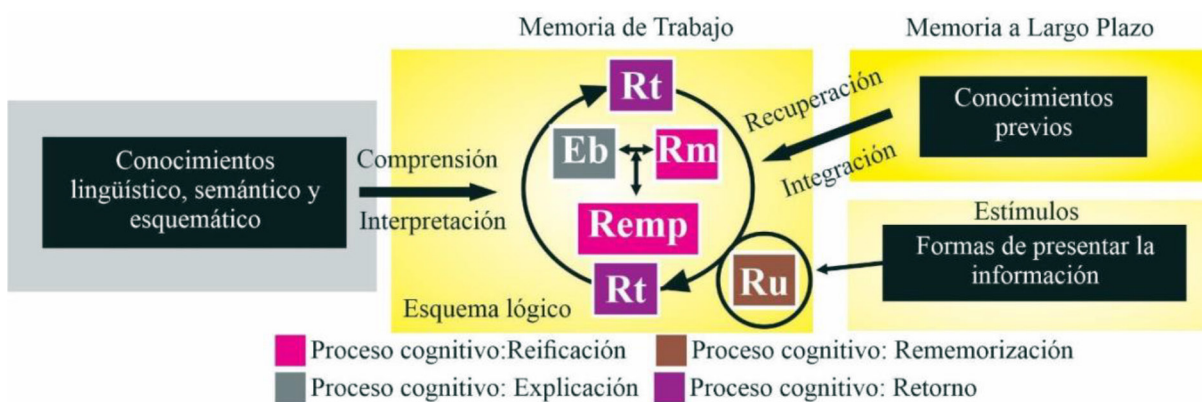 Memoria de Trabajo
Memoria a Largo Plazo
Conocimientos
lingüístico, semántico y
esquemático
Comprensión
Interpretación
Rt
Eb
Rm
Remp
Rt
Ru
Esquema lógico
Recuperación
Integración
Conocimientos
previos
Estímulos
Formas de presentar la
información
Proceso cognitivo:Reificación
Proceso cognitivo: Rememorización
Proceso cognitivo: Explicación
Proceso cognitivo: Retorno